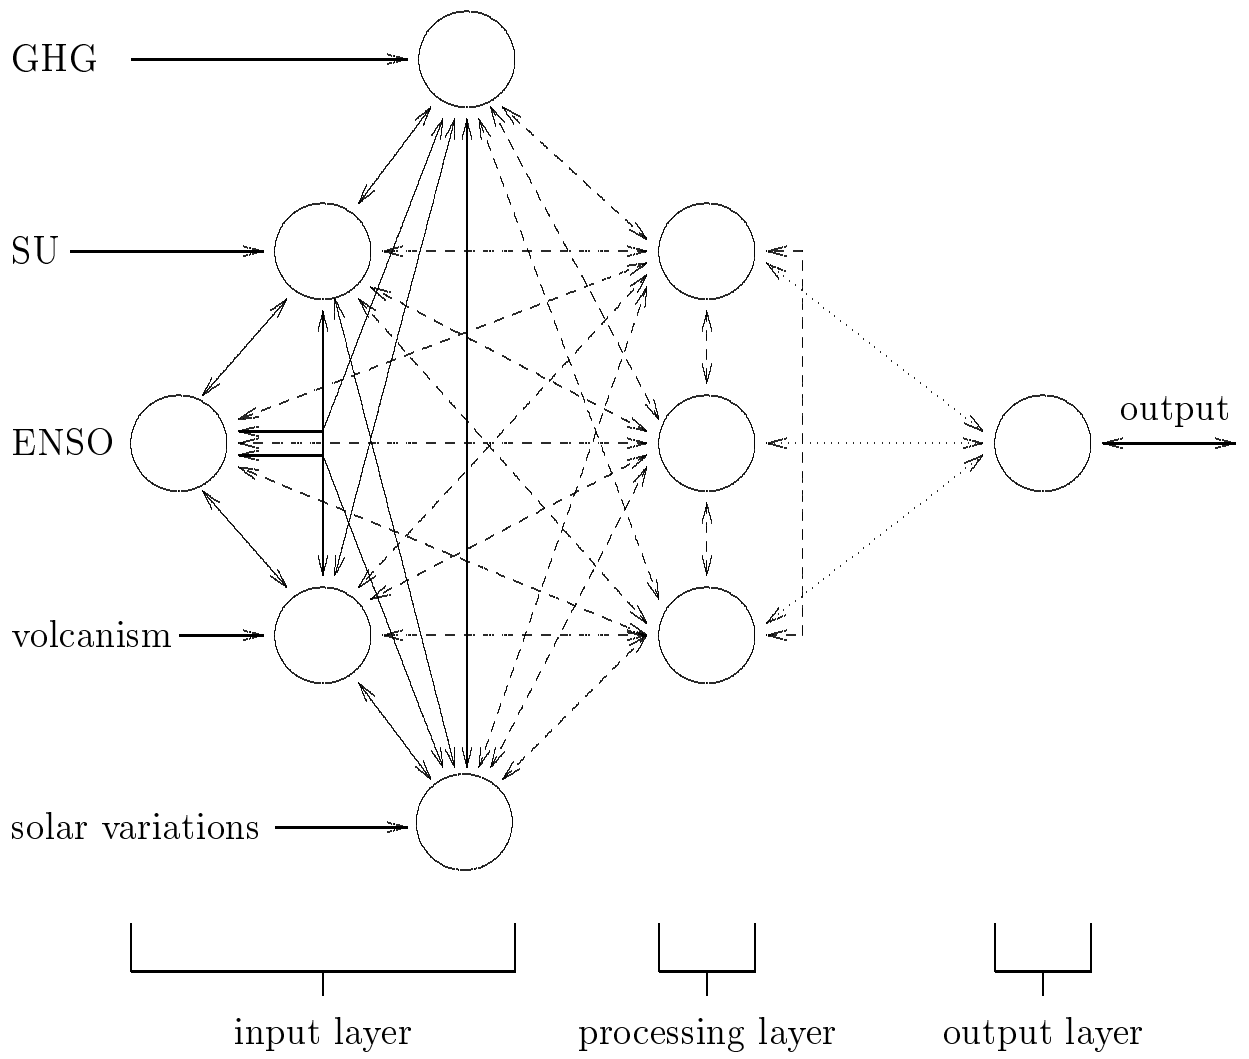 GHG
SU
ENSO
output
volcanism
solar variations
input layer
processing layer
output layer